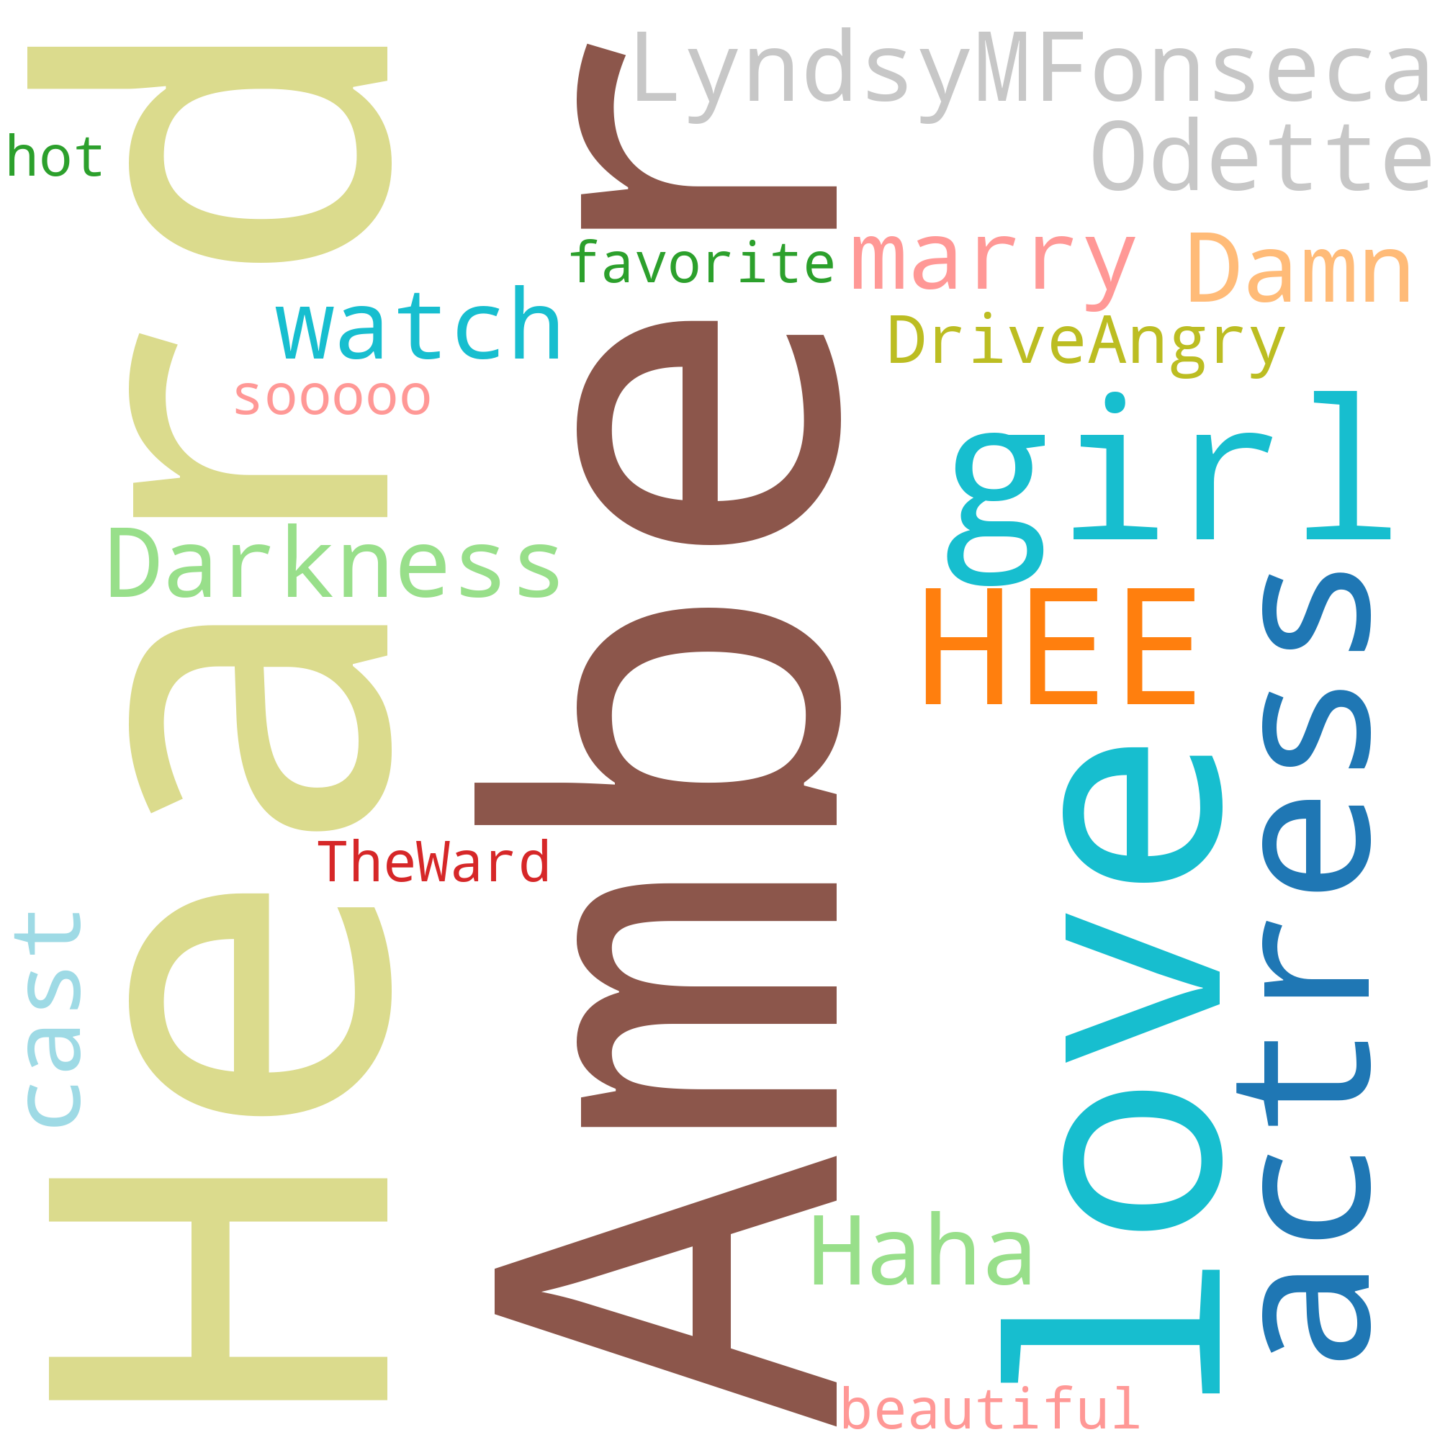 Heard
Amber
LyndsyMFonseca
Odette
hot
favorite
marry
Damn
watch
DriveAngry
sooooo
girl
Darkness
HEE
actress
love
TheWard
cast
Haha
beautiful